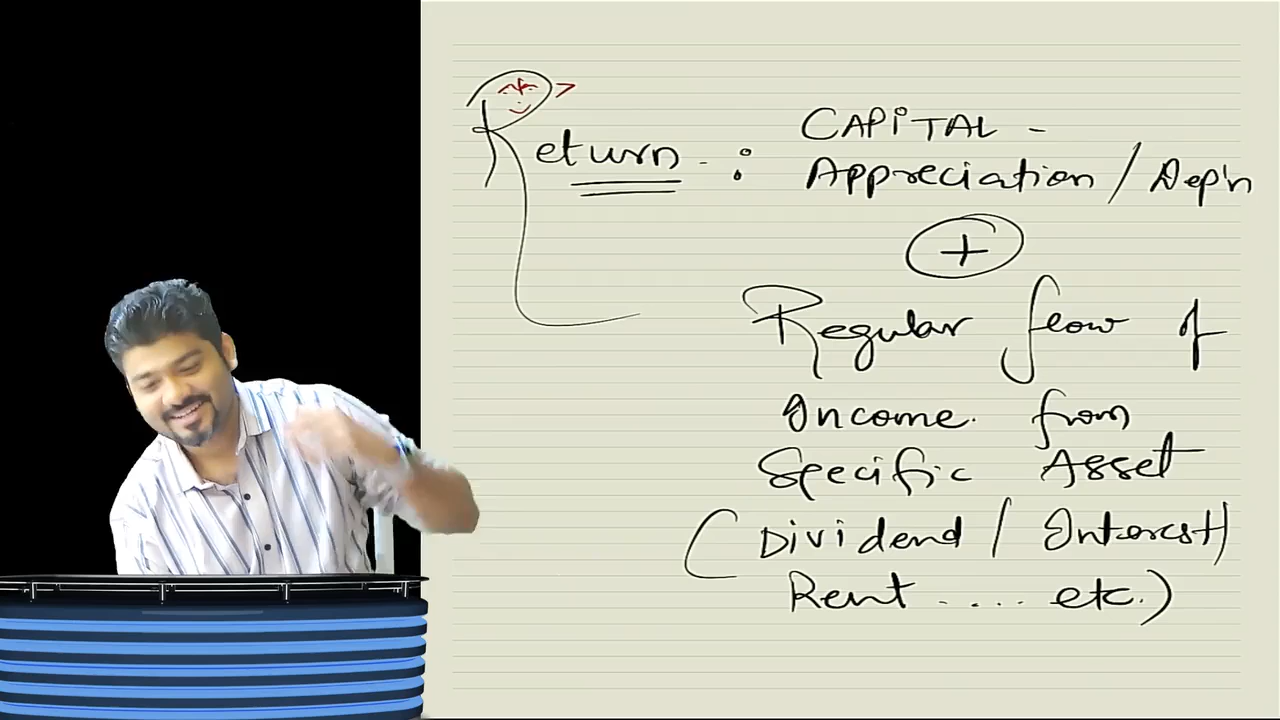 Return - : CAPiTAL -
Appreciation / Dep'n
+
Regular flow of
Income. from
Specific Asset
(Dividend / Interest/
Rent .... etc.)